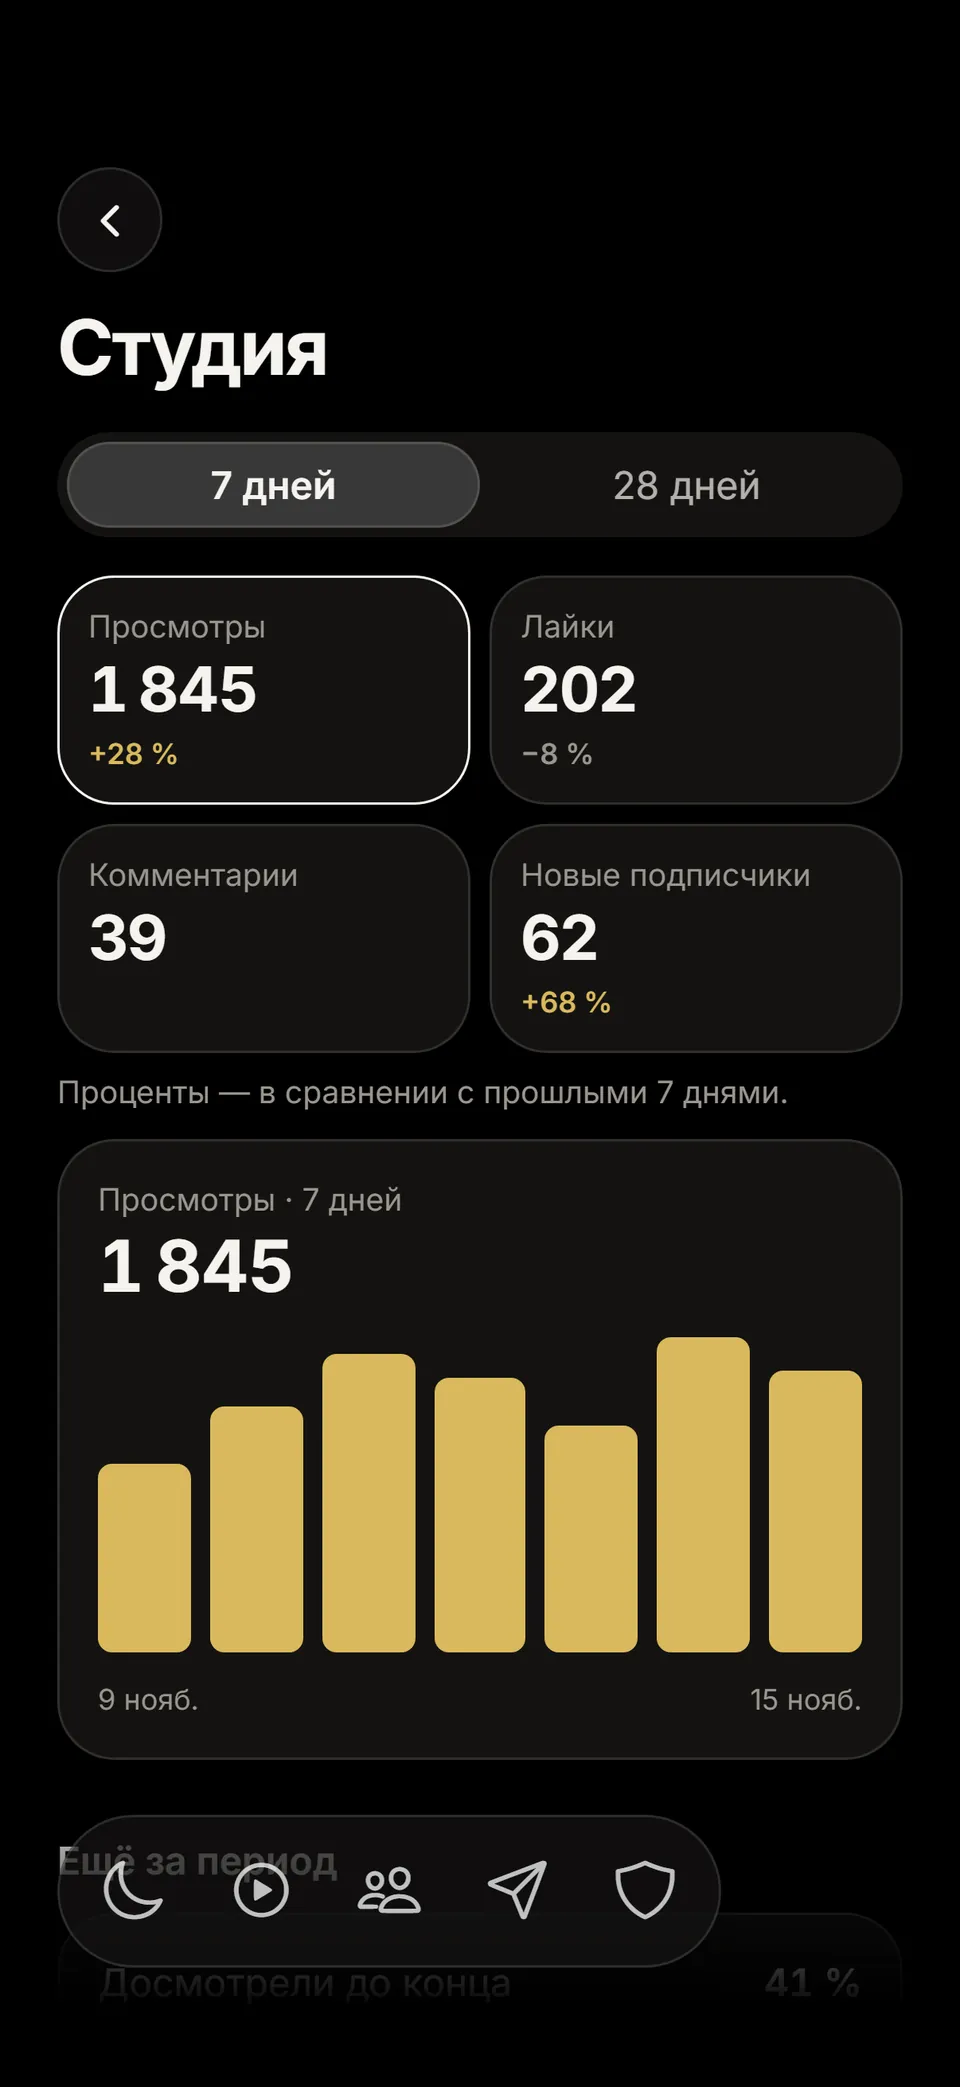 Студия
7 дней
28 дней
Просмотры
1 845
+28 %
Лайки
202
−8 %
Комментарии
39
Новые подписчики
62
+68 %
Проценты — в сравнении с прошлыми 7 днями.
Просмотры · 7 дней
1 845
9 нояб.
15 нояб.
Ещё за период
Досмотрели до конца
41 %